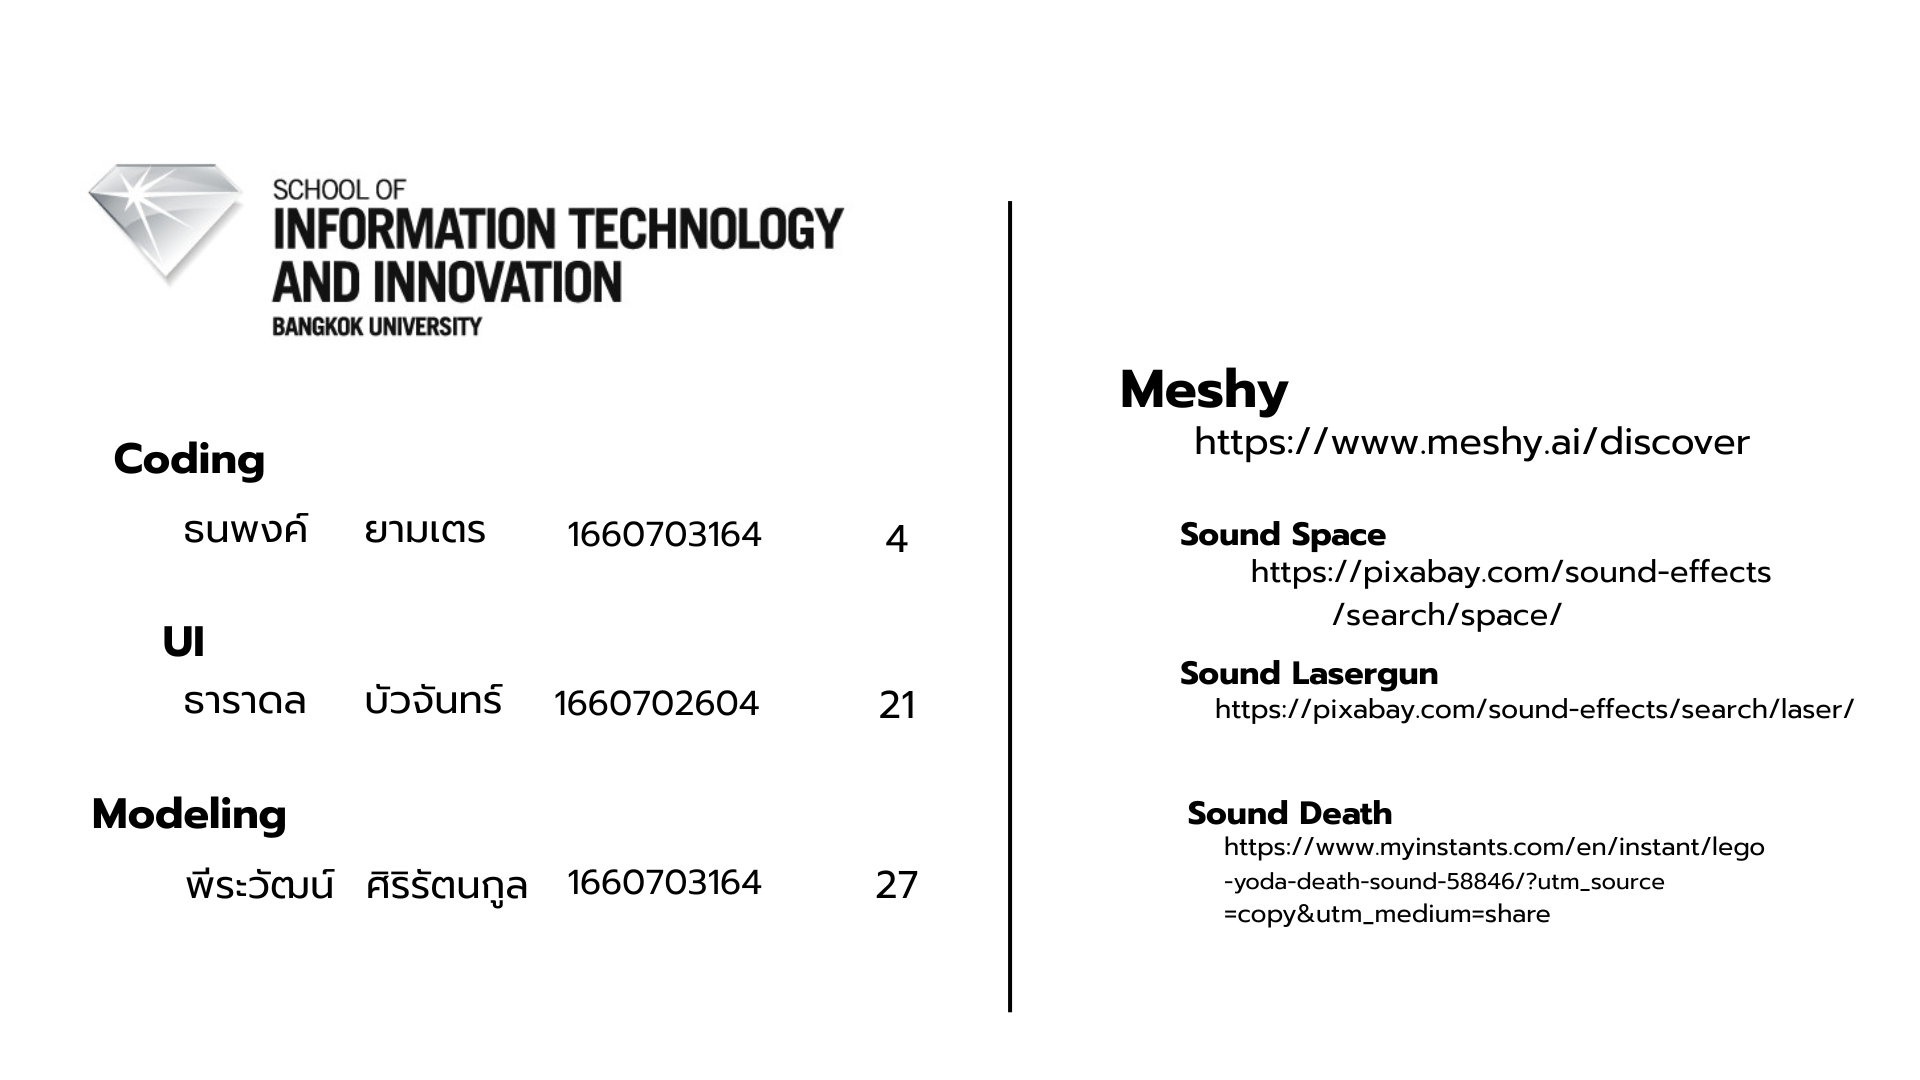 SCHOOL OF
INFORMATION TECHNOLOGY
AND INNOVATION
BANGKOK UNIVERSITY
Coding
ธนพงค์ ยามเตร 1660703164 4
UI
ธาราดล บัวจันทร์ 1660702604 21
Modeling
พีระวัฒน์ ศิริรัตนกูล 1660703164 27
Meshy
https://www.meshy.ai/discover
Sound Space
https://pixabay.com/sound-effects
/search/space/
Sound Lasergun
https://pixabay.com/sound-effects/search/laser/
Sound Death
https://www.myinstants.com/en/instant/lego
-yoda-death-sound-58846/?utm_source
=copy&utm_medium=share